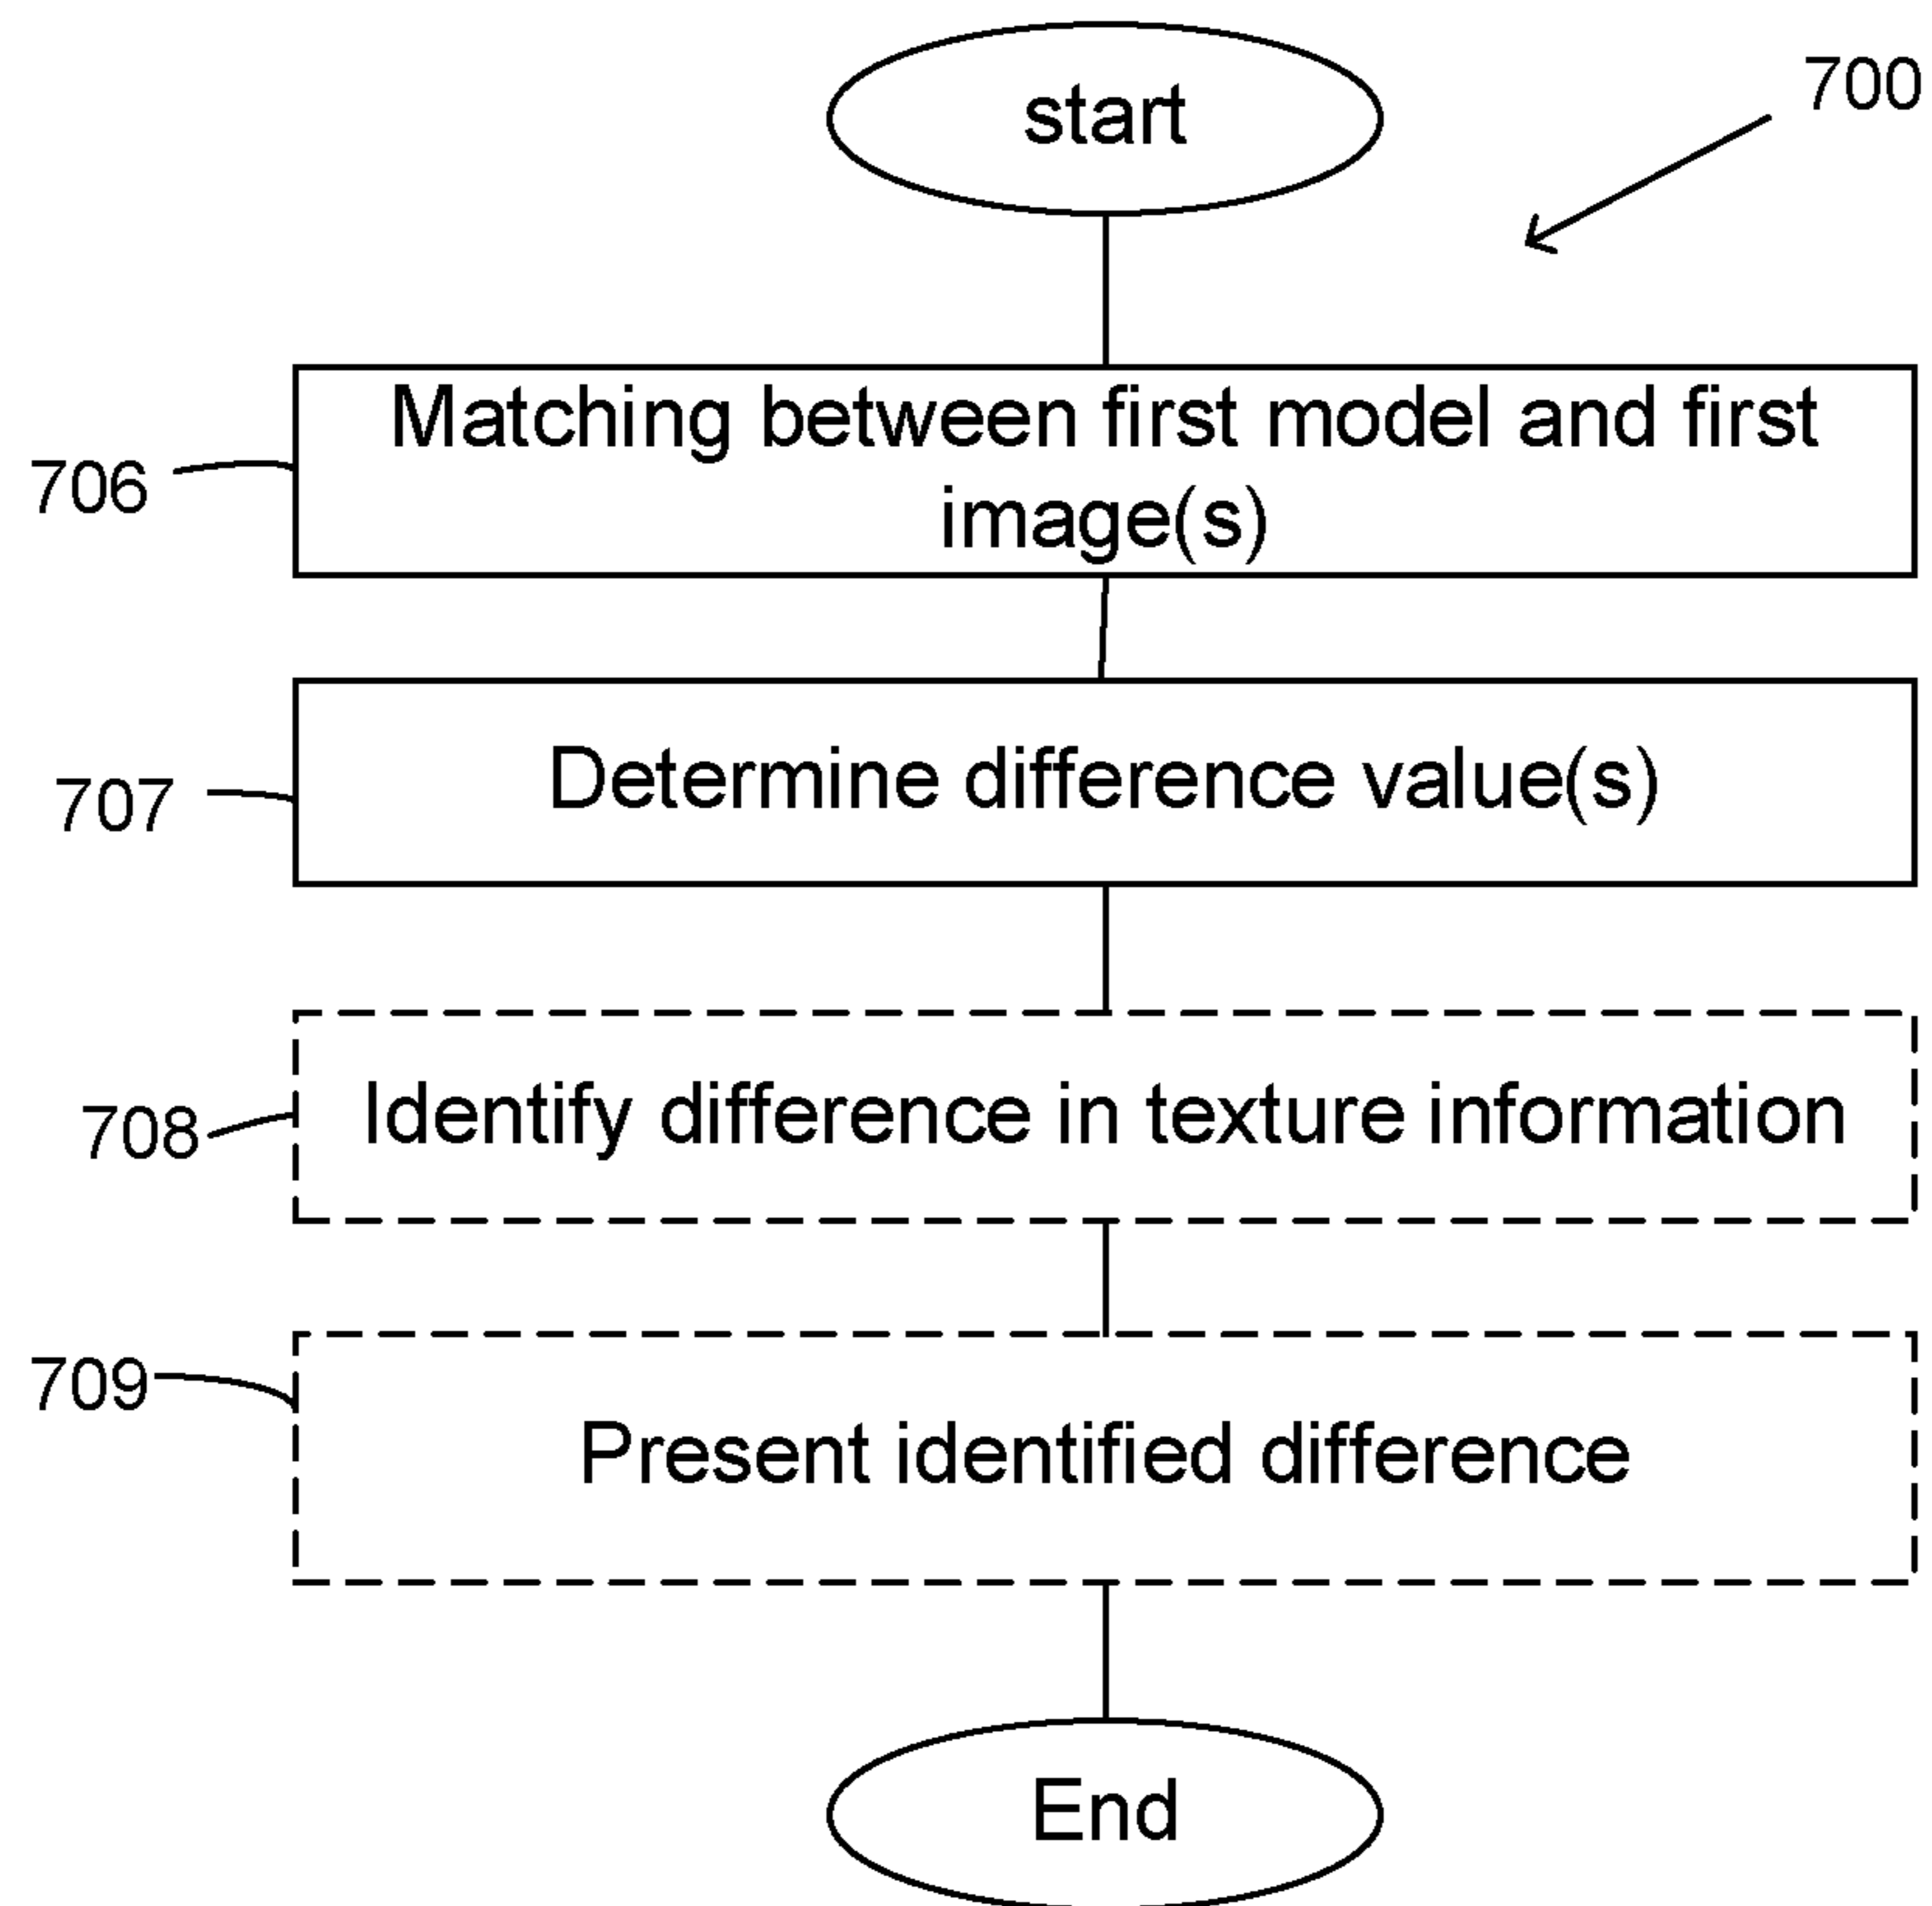 start
700
Matching between first model and first
image(s)
706
Determine difference value(s)
707
Identify difference in texture information
708
709
Present identified difference
End